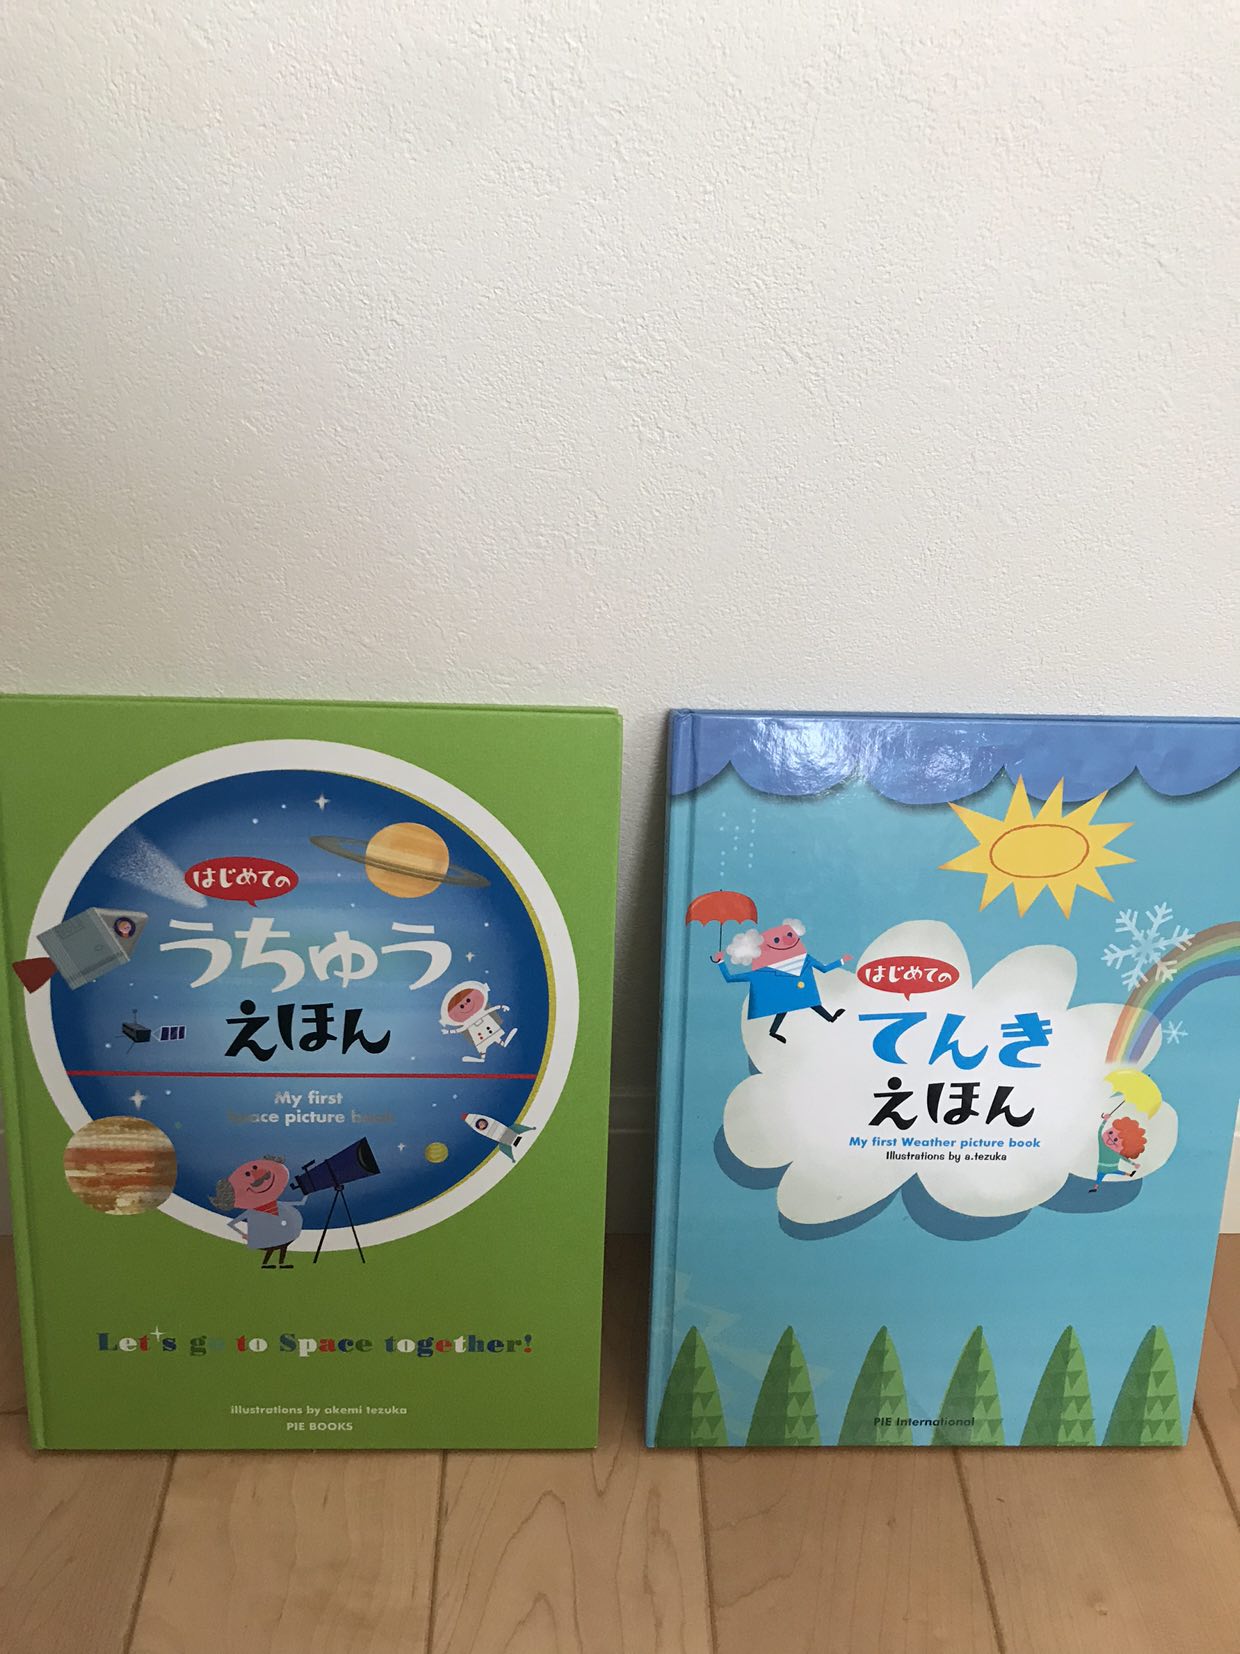 はじめての
うちゅう
えほん
My first
Space picture book
Let's go to Space together!
illustrations by akemi tezuka
PIE BOOKS
はじめての
てんき
えほん
My first Weather picture book
Illustrations by a.tezuka
PIE International